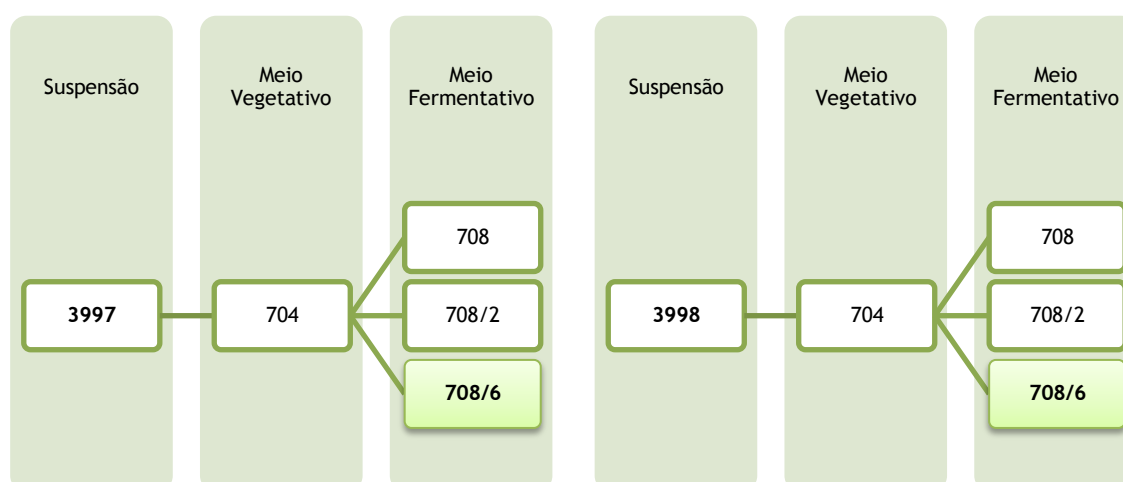 Suspensão
Meio
Vegetativo
Meio
Fermentativo
3997
704
708
708/2
708/6
Suspensão
Meio
Vegetativo
Meio
Fermentativo
3998
704
708
708/2
708/6